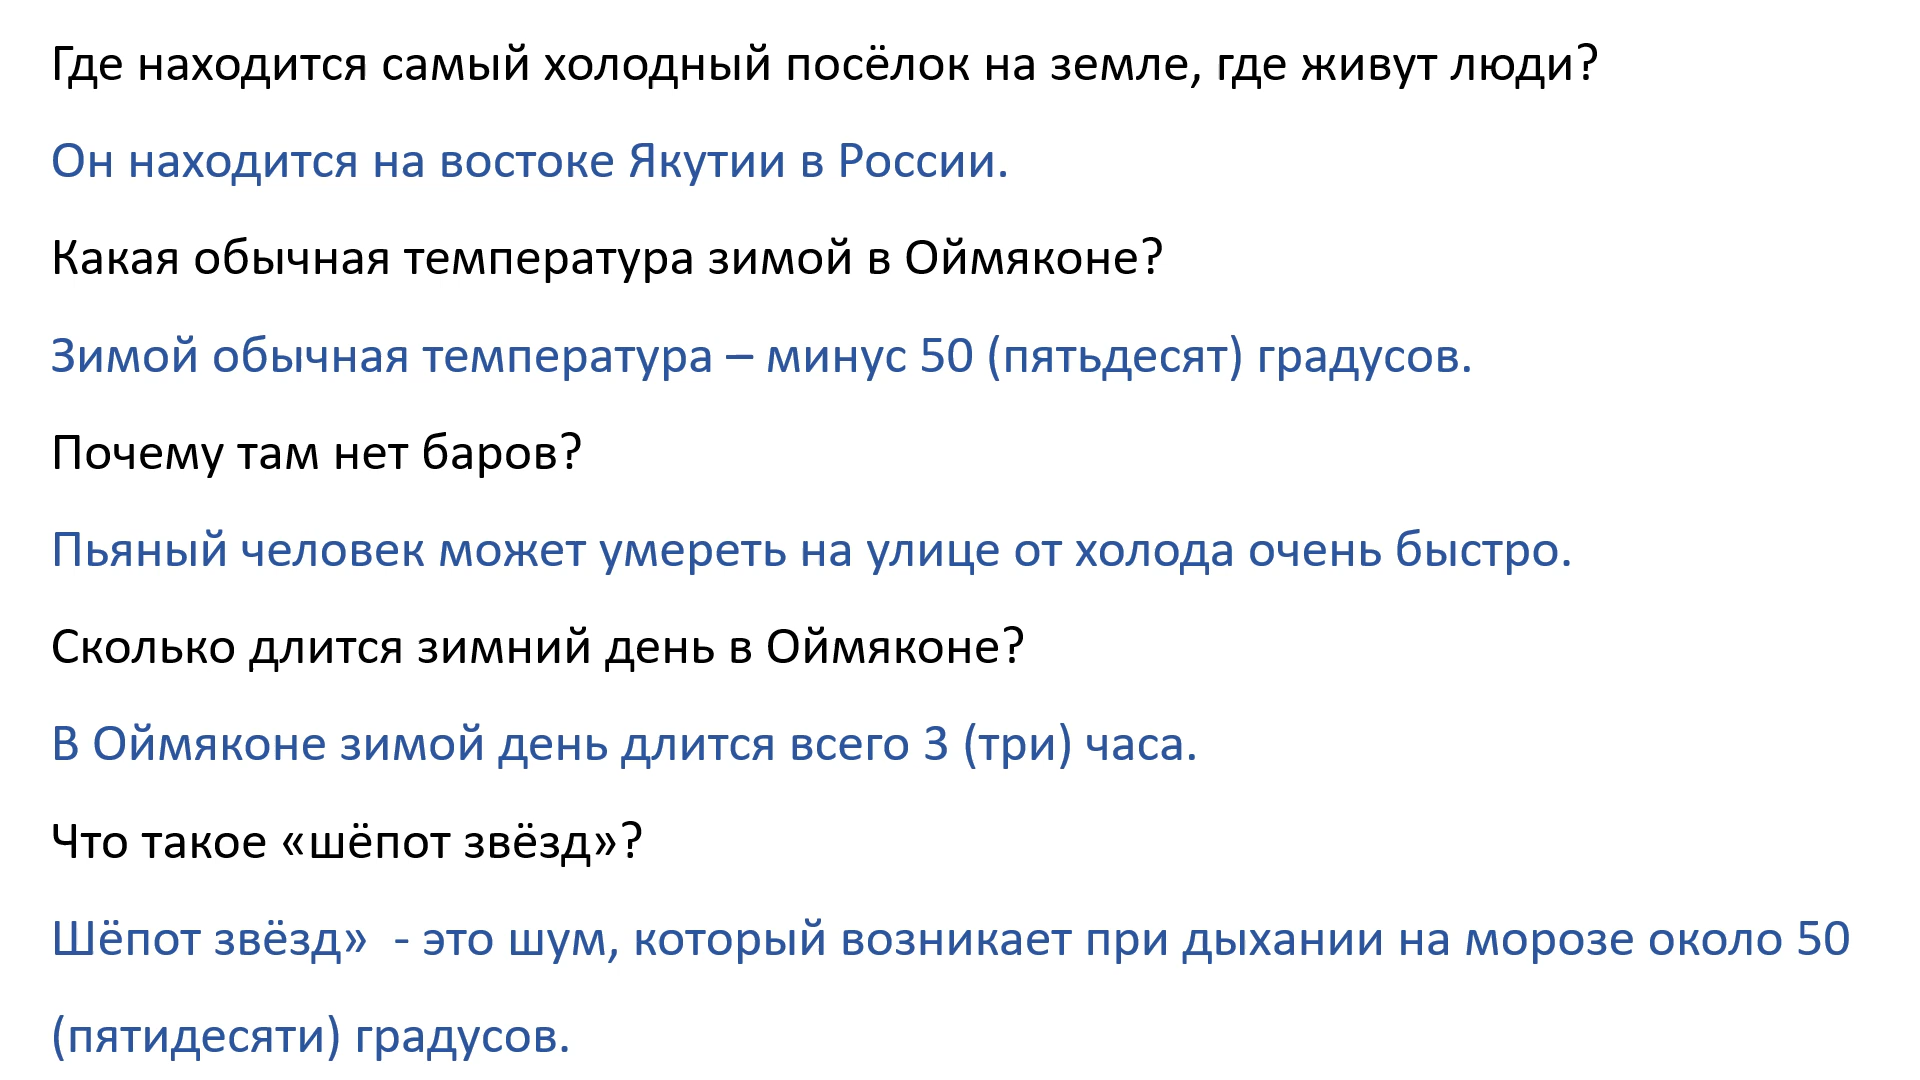 Где находится самый холодный посёлок на земле, где живут люди?
Он находится на востоке Якутии в России.
Какая обычная температура зимой в Оймяконе?
Зимой обычная температура – минус 50 (пятьдесят) градусов.
Почему там нет баров?
Пьяный человек может умереть на улице от холода очень быстро.
Сколько длится зимний день в Оймяконе?
В Оймяконе зимой день длится всего 3 (три) часа.
Что такое «шёпот звёзд»?
Шёпот звёзд»  - это шум, который возникает при дыхании на морозе около 50
(пятидесяти) градусов.